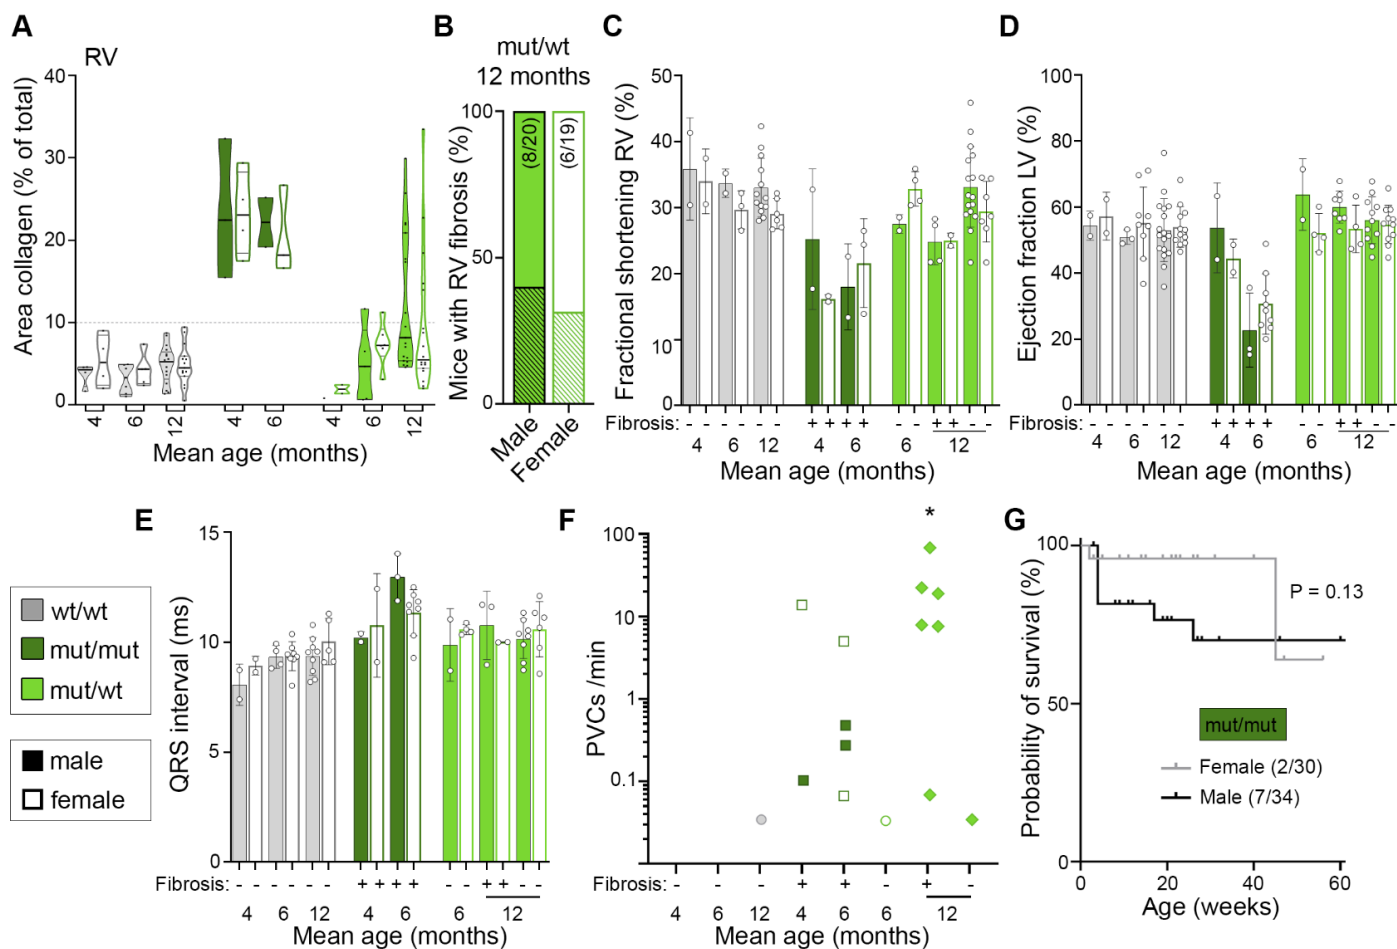 A
RV
Area collagen (% of total)
40
30
20
10
0
4
6
12
4
6
4
6
12
Mean age (months)
B
mut/wt
12 months
Mice with RV fibrosis (%)
100
50
0
(8/20)
(6/19)
Male
Female
C
Fractional shortening RV (%)
50
40
30
20
10
0
Fibrosis: - - - - - - + + + + - - + + - -
4 6 12 4 6 6 12
Mean age (months)
D
Ejection fraction LV (%)
100
80
60
40
20
0
Fibrosis: - - - - - - + + + + - - + + - -
4 6 12 4 6 6 12
Mean age (months)
wt/wt
mut/mut
mut/wt
male
female
E
QRS interval (ms)
15
10
5
0
Fibrosis: - - - - - - + + + + - - + + - -
4 6 12 4 6 6 12
Mean age (months)
F
*
PVCs /min
100
10
1
0.1
Fibrosis: - - - + + - + -
4 6 12 4 6 6 12
Mean age (months)
G
Probability of survival (%)
100
50
0
P = 0.13
mut/mut
Female (2/30)
Male (7/34)
0 20 40 60
Age (weeks)